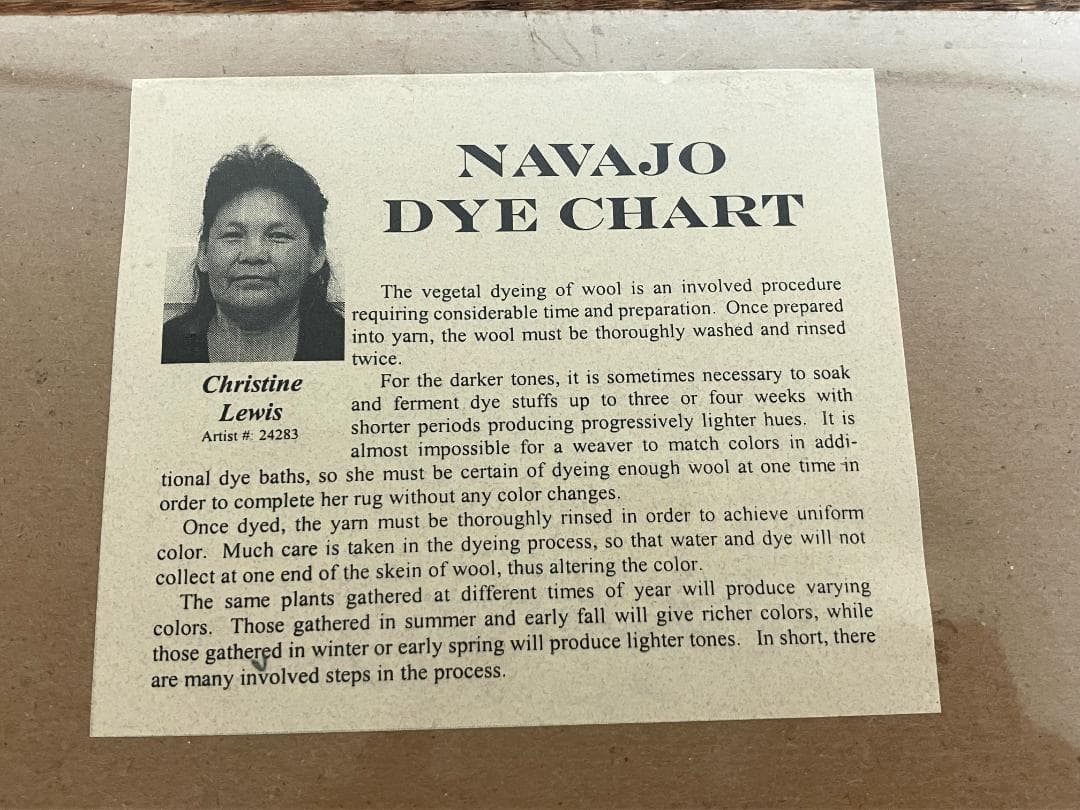 NAVAJO
DYE CHART
The vegetal dyeing of wool is an involved procedure
requiring considerable time and preparation. Once prepared
into yarn, the wool must be thoroughly washed and rinsed
twice.
Christine
Lewis
Artist #: 24283
For the darker tones, it is sometimes necessary to soak
and ferment dye stuffs up to three or four weeks with
shorter periods producing progressively lighter hues. It is
almost impossible for a weaver to match colors in addi-
tional dye baths, so she must be certain of dyeing enough wool at one time in
order to complete her rug without any color changes.
Once dyed, the yarn must be thoroughly rinsed in order to achieve uniform
color. Much care is taken in the dyeing process, so that water and dye will not
collect at one end of the skein of wool, thus altering the color.
The same plants gathered at different times of year will produce varying
colors. Those gathered in summer and early fall will give richer colors, while
those gathered in winter or early spring will produce lighter tones. In short, there
are many involved steps in the process.